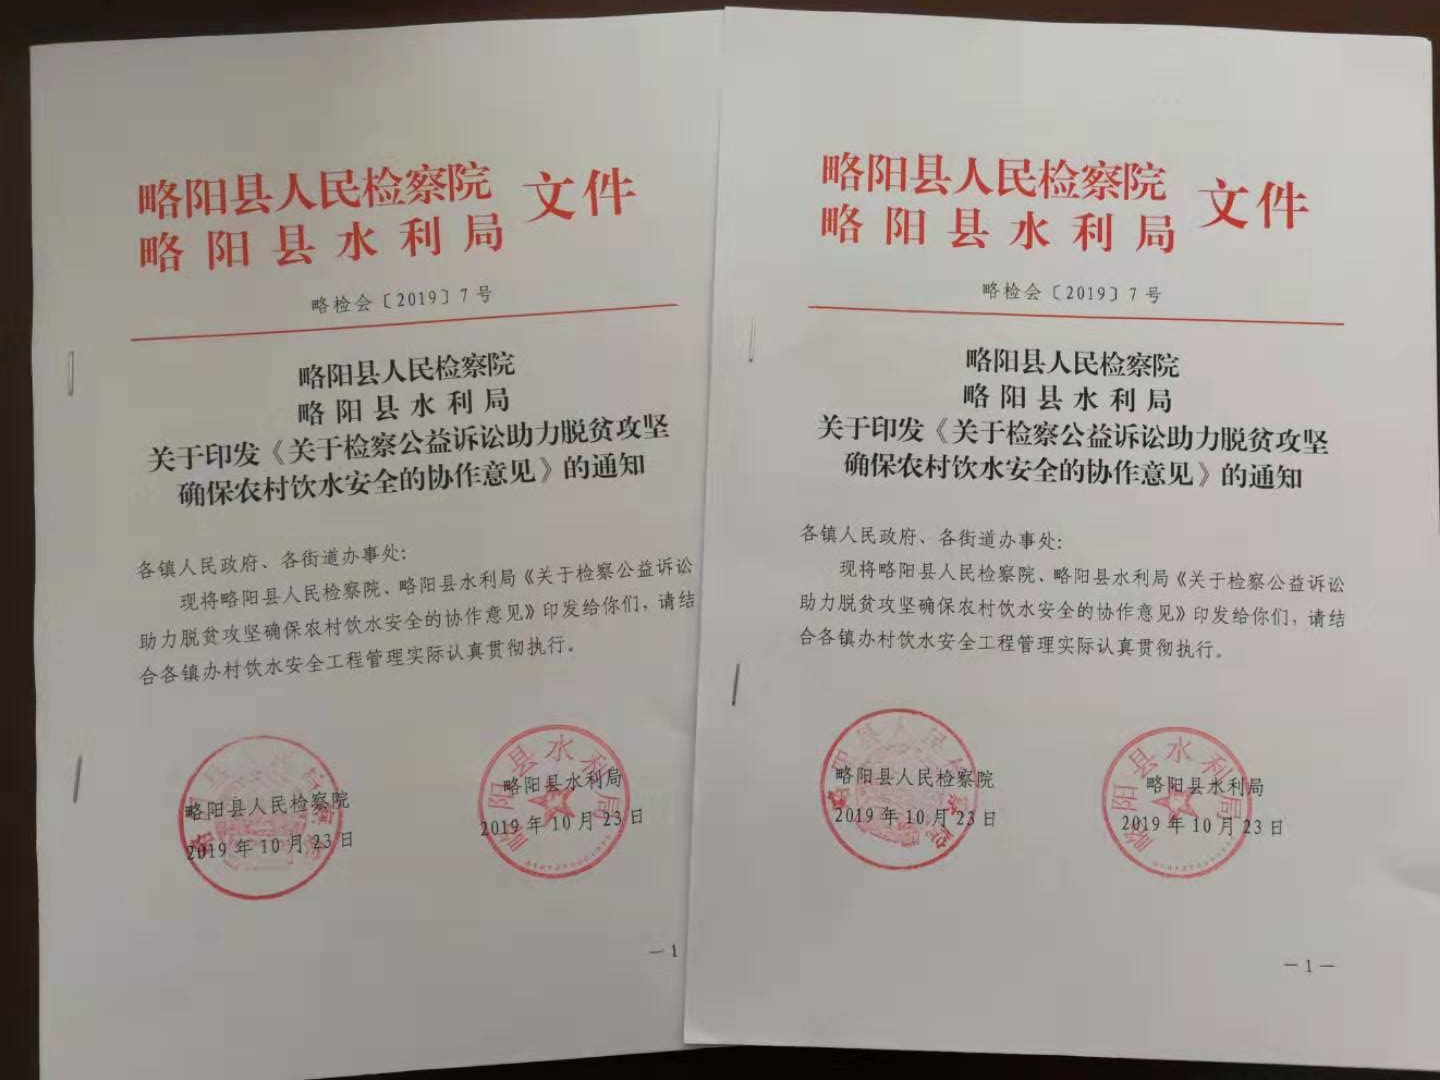 略阳县人民检察院
略阳县水利局
文件
略检会〔2019〕7号
略阳县人民检察院
略阳县水利局
关于印发《关于检察公益诉讼助力脱贫攻坚
确保农村饮水安全的协作意见》的通知
各镇人民政府、各街道办事处:
现将略阳县人民检察院、略阳县水利局《关于检察公益诉讼
助力脱贫攻坚确保农村饮水安全的协作意见》印发给你们，请结
合各镇办村饮水安全工程管理实际认真贯彻执行。
略阳县人民检察院
2019年10月23日
略阳县水利局
2019年10月23日
略阳县水利局
—1
略阳县人民检察院
略阳县水利局
文件
略检会〔2019〕7号
略阳县人民检察院
略阳县水利局
关于印发《关于检察公益诉讼助力脱贫攻坚
确保农村饮水安全的协作意见》的通知
各镇人民政府、各街道办事处:
现将略阳县人民检察院、略阳县水利局《关于检察公益诉讼
助力脱贫攻坚确保农村饮水安全的协作意见》印发给你们，请结
合各镇办村饮水安全工程管理实际认真贯彻执行。
略阳县人民检察院
2019年10月23日
略阳县水利局
2019年10月23日
略阳县水利局
—1—